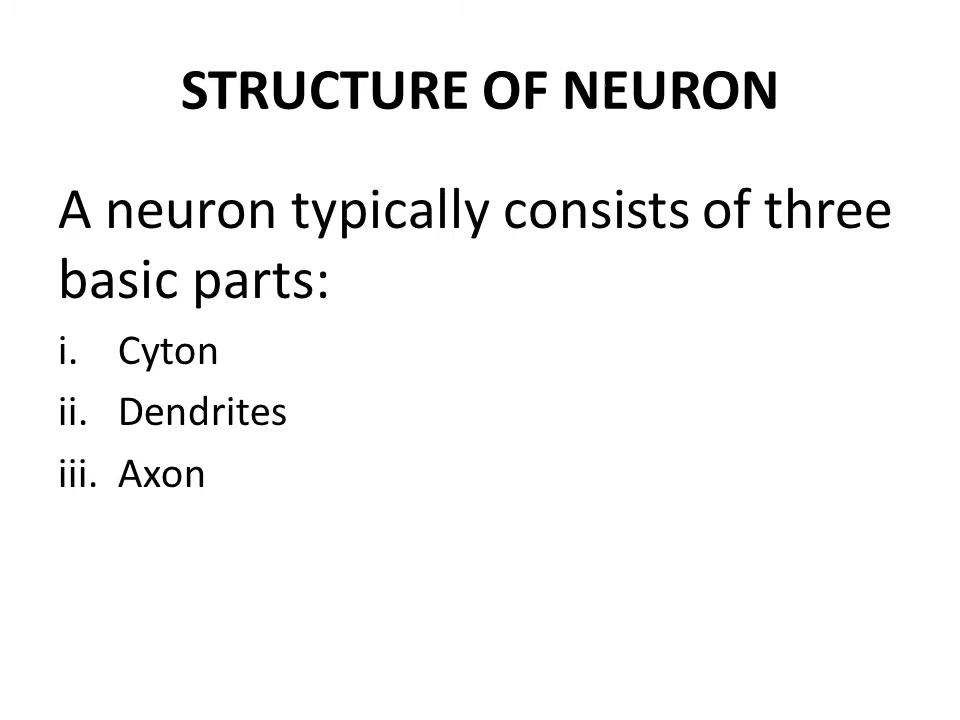 STRUCTURE OF NEURON
A neuron typically consists of three
basic parts:
i. Cyton
ii. Dendrites
iii. Axon